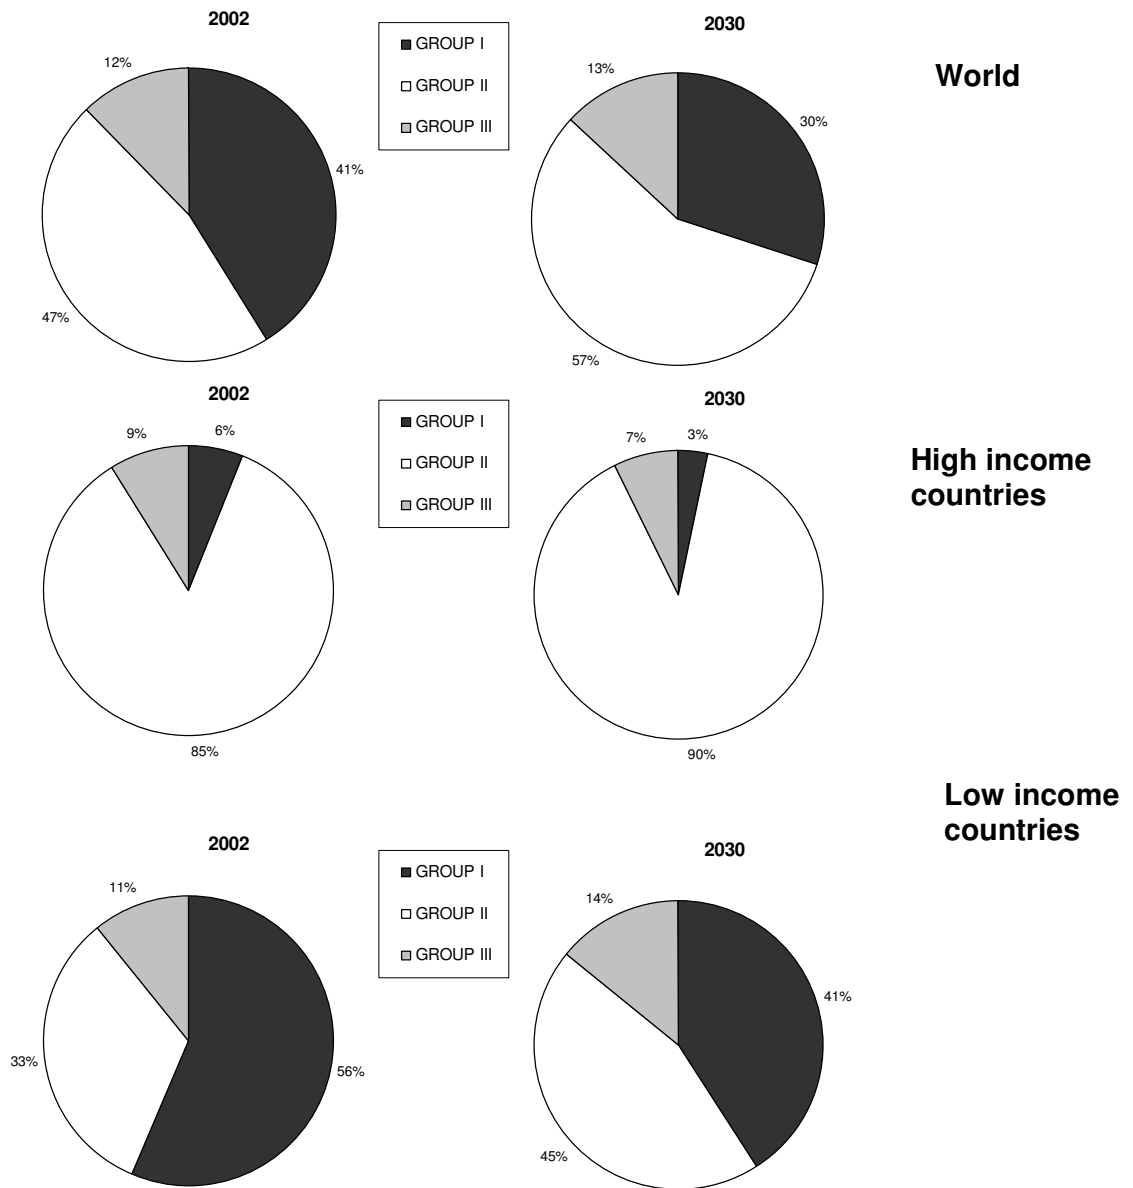 2002
2030
World
GROUP I
GROUP II
GROUP III
12%
41%
47%
13%
30%
57%
2002
2030
High income
countries
GROUP I
GROUP II
GROUP III
9%
6%
85%
7%
3%
90%
Low income
countries
2002
2030
GROUP I
GROUP II
GROUP III
11%
56%
33%
14%
41%
45%